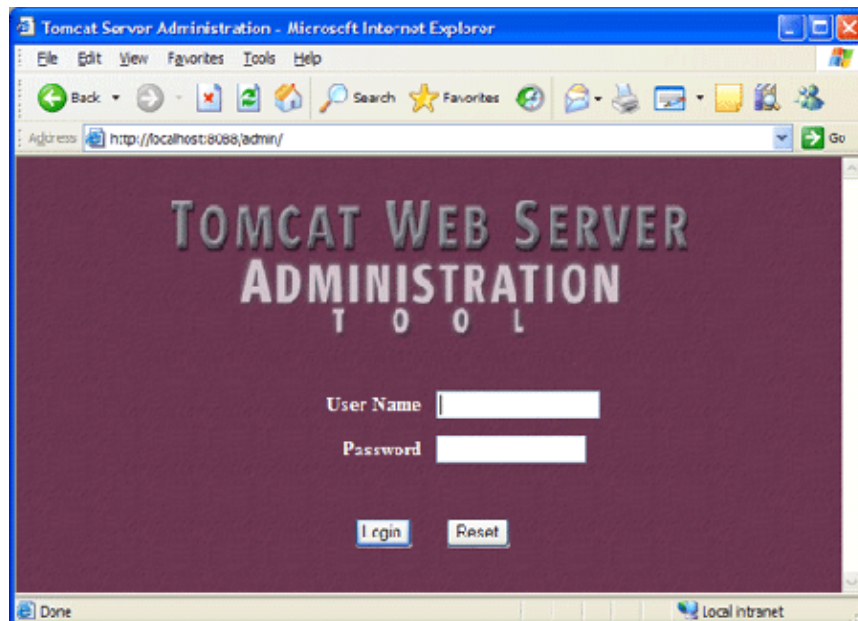 Tomcat Server Administration - Microsoft Internet Explorer
File Edit View Favorites Tools Help
Back Search Favorites
Address http://localhost:8088/admin/ Go
TOMCAT WEB SERVER
ADMINISTRATION
TOOL
User Name
Password
Login Reset
Done Local intranet